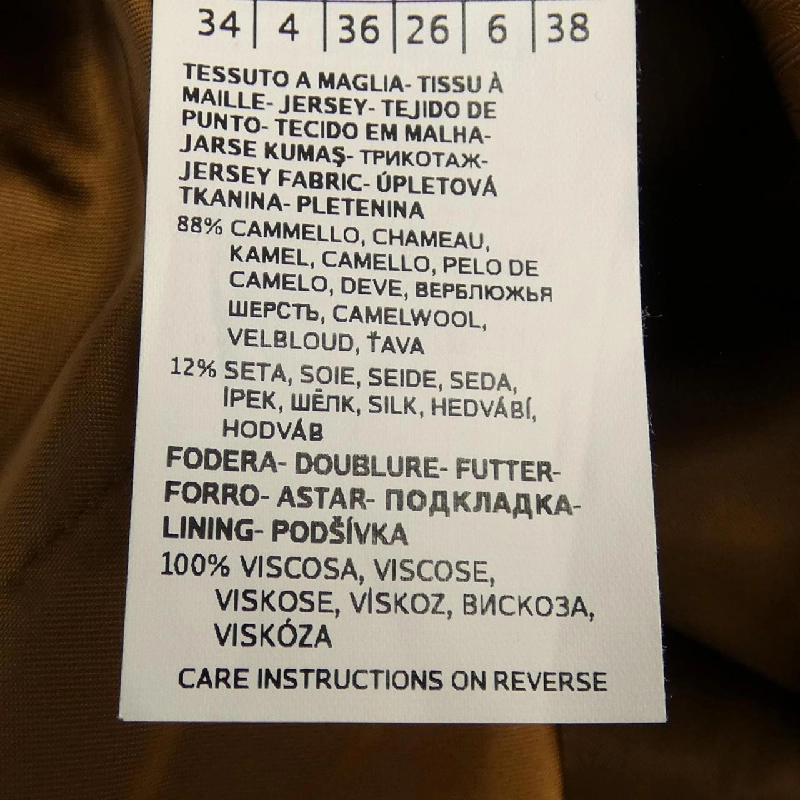 34 4 36 26 6 38
TESSUTO A MAGLIA- TISSU À
MAILLE- JERSEY- TEJIDO DE
PUNTO- TECIDO EM MALHA-
JARSE KUMAŞ- ТРИКОТАЖ-
JERSEY FABRIC- ÚPLETOVÁ
TKANINA- PLETENINA
88% CAMMELLO, CHAMEAU,
KAMEL, CAMELLO, PELO DE
CAMELO, DEVE, ВЕРБЛЮЖЬЯ
ШЕРСТЬ, CAMELWOOL,
VELBLOUD, ŤAVA
12% SETA, SOIE, SEIDE, SEDA,
İPEK, ШЁЛК, SILK, HEDVÁBÍ,
HODVÁB
FODERA- DOUBLURE- FUTTER-
FORRO- ASTAR- ПОДКЛАДКА-
LINING- PODŠÍVKA
100% VISCOSA, VISCOSE,
VISKOSE, VİSKOZ, ВИСКОЗА,
VISKÓZA
CARE INSTRUCTIONS ON REVERSE